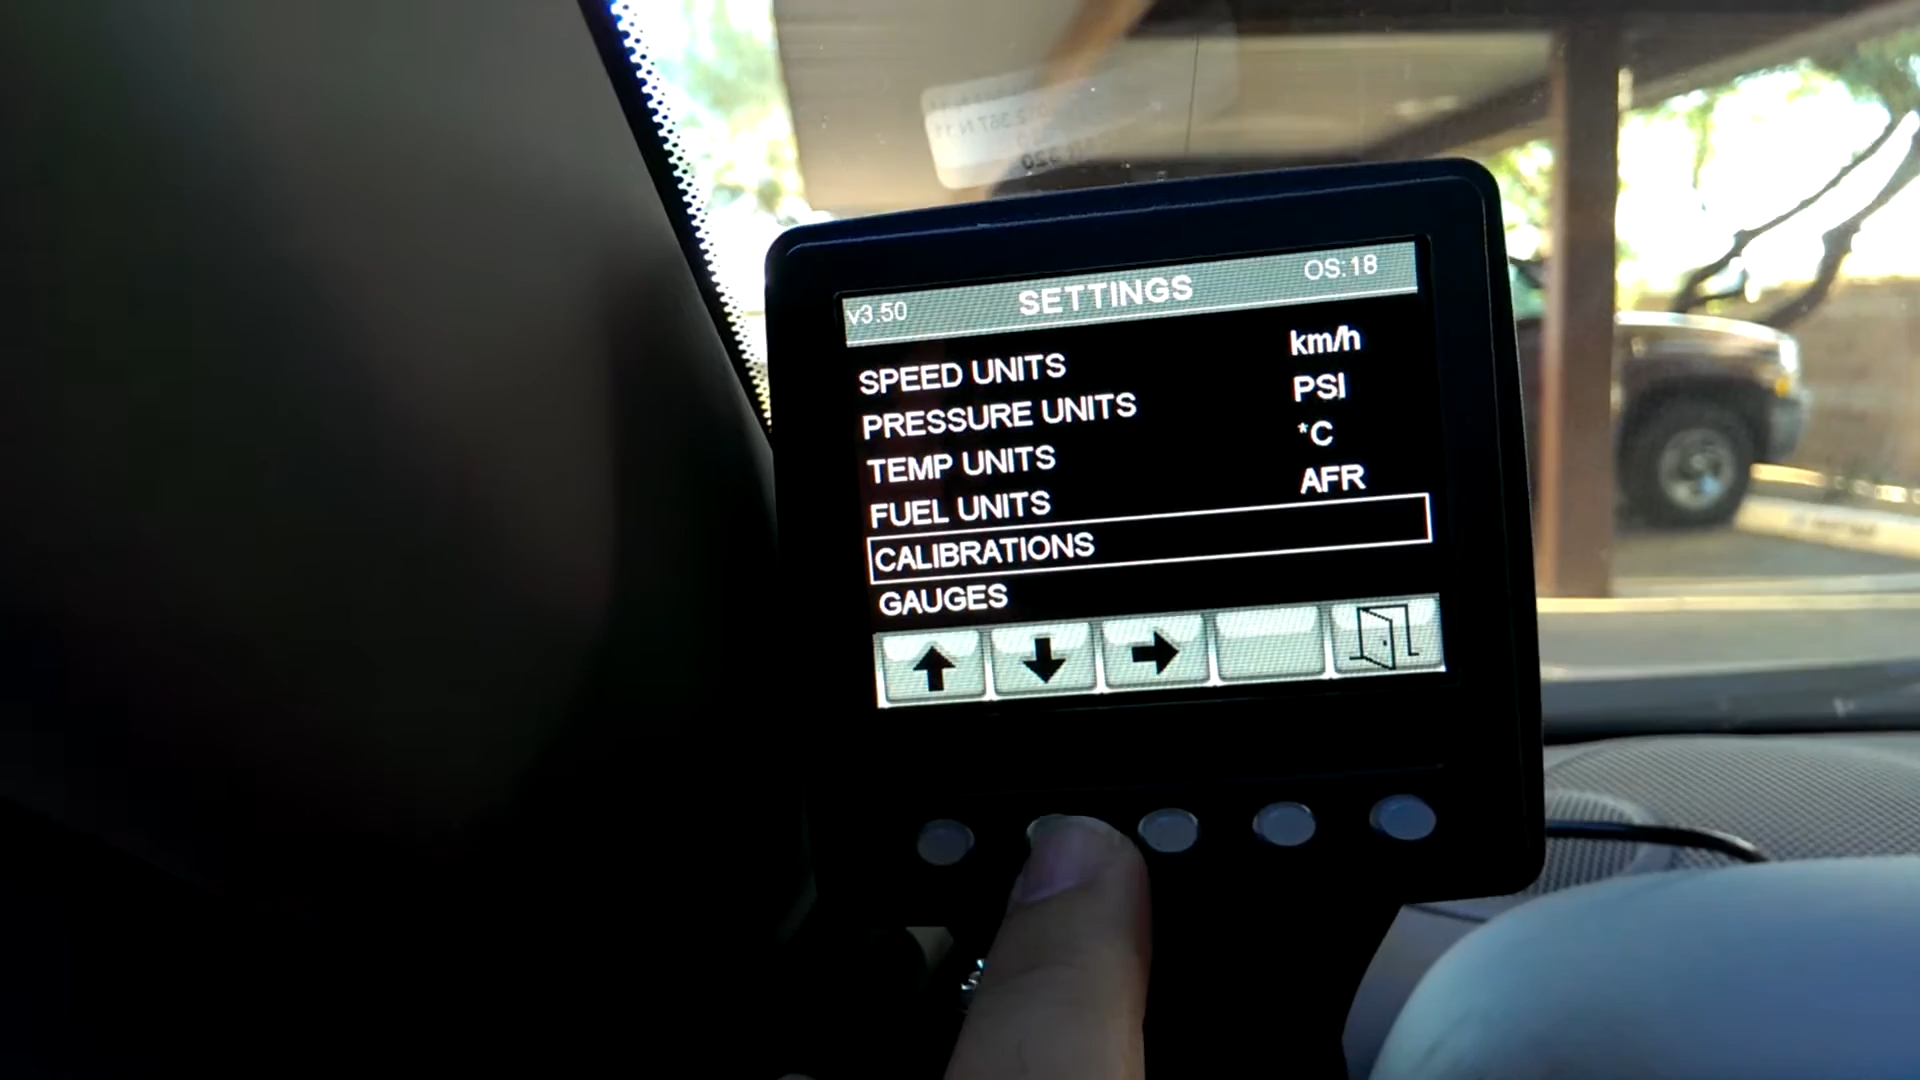 v3.50 SETTINGS OS:18
SPEED UNITS km/h
PRESSURE UNITS PSI
TEMP UNITS *C
FUEL UNITS AFR
CALIBRATIONS
GAUGES